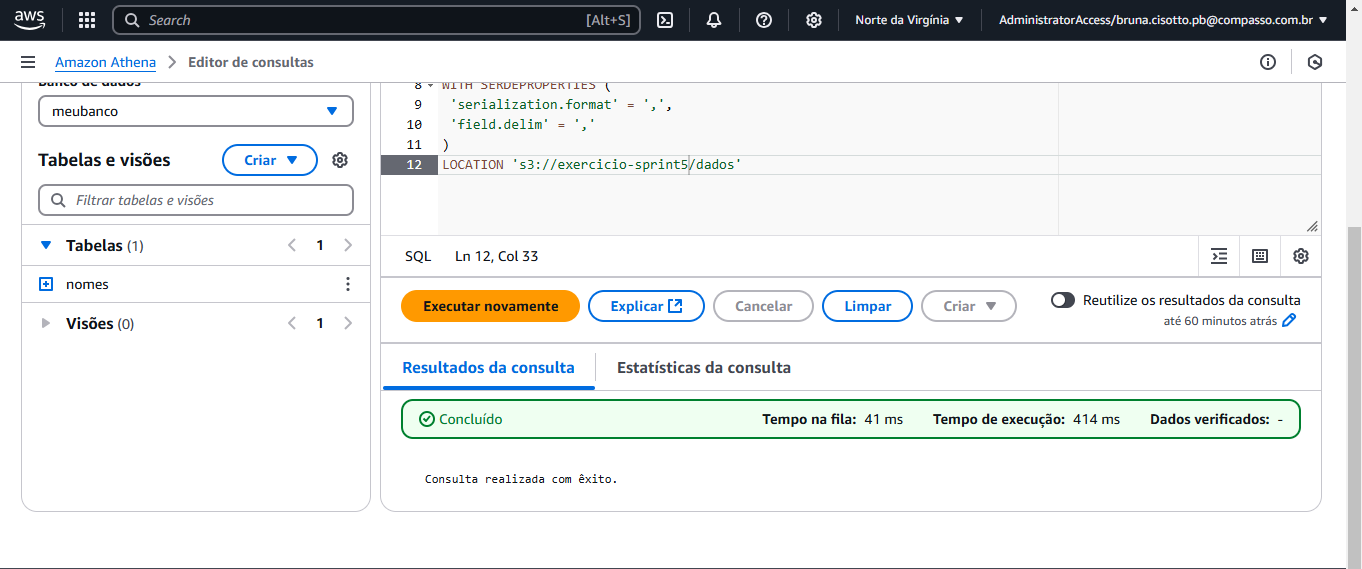 aws Search [Alt+S] Norte da Virgínia AdministratorAccess/bruna.cisotto.pb@compasso.com.br
Amazon Athena > Editor de consultas
Banco de dados
meubanco
Tabelas e visões Criar
Filtrar tabelas e visões
Tabelas (1) 1
nomes
Visões (0) 1
8 WITH SERDEPROPERTIES (
9 'serialization.format' = ',',
10 'field.delim' = ','
11 )
12 LOCATION 's3://exercicio-sprint5/dados'
SQL Ln 12, Col 33
Executar novamente Explicar Cancelar Limpar Criar Reutilize os resultados da consulta
até 60 minutos atrás
Resultados da consulta Estatísticas da consulta
Concluído Tempo na fila: 41 ms Tempo de execução: 414 ms Dados verificados: -
Consulta realizada com êxito.